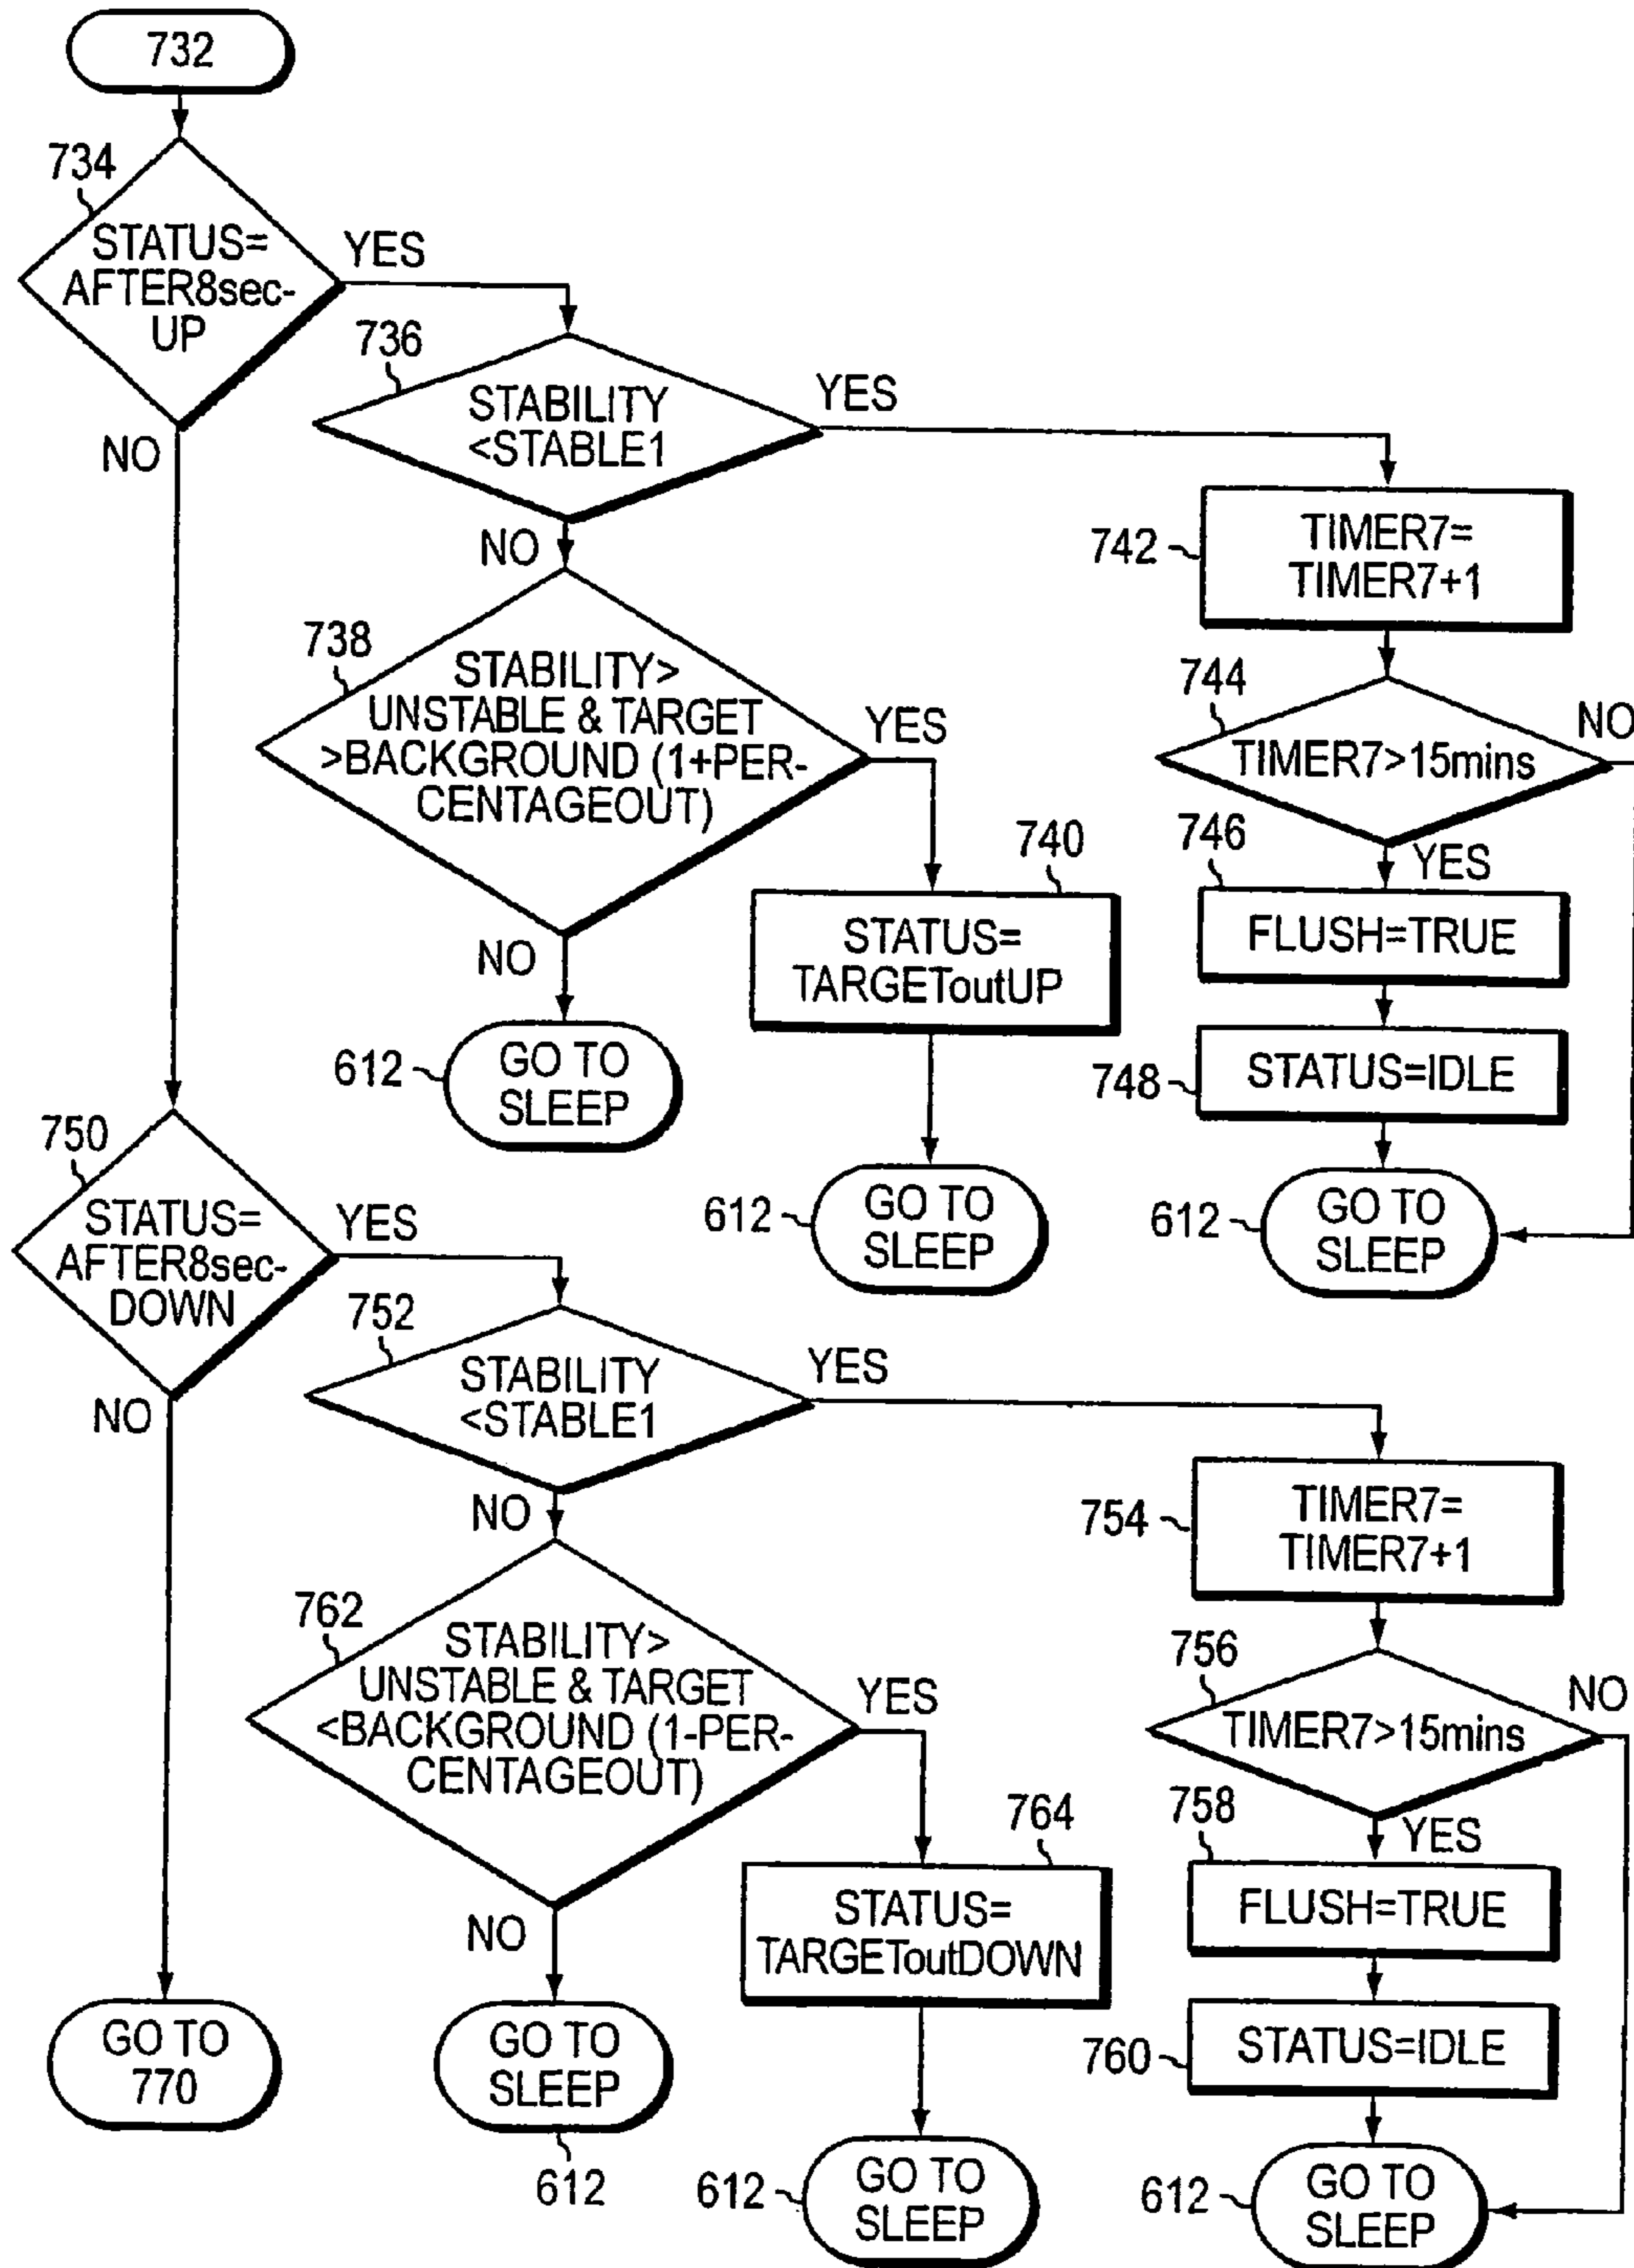 732
734
STATUS=
AFTER8sec-
UP
YES
NO
736
STABILITY
<STABLE1
YES
NO
742
TIMER7=
TIMER7+1
738
STABILITY>
UNSTABLE & TARGET
>BACKGROUND (1+PER-
CENTAGEOUT)
YES
NO
744
TIMER7>15mins
NO
YES
740
STATUS=
TARGEToutUP
746
FLUSH=TRUE
748
STATUS=IDLE
612
GO TO
SLEEP
612
GO TO
SLEEP
612
GO TO
SLEEP
750
STATUS=
AFTER8sec-
DOWN
YES
NO
752
STABILITY
<STABLE1
YES
NO
754
TIMER7=
TIMER7+1
762
STABILITY>
UNSTABLE & TARGET
<BACKGROUND (1-PER-
CENTAGEOUT)
YES
NO
756
TIMER7>15mins
NO
YES
764
STATUS=
TARGEToutDOWN
758
FLUSH=TRUE
760
STATUS=IDLE
GO TO
770
GO TO
SLEEP
612
612
GO TO
SLEEP
612
GO TO
SLEEP